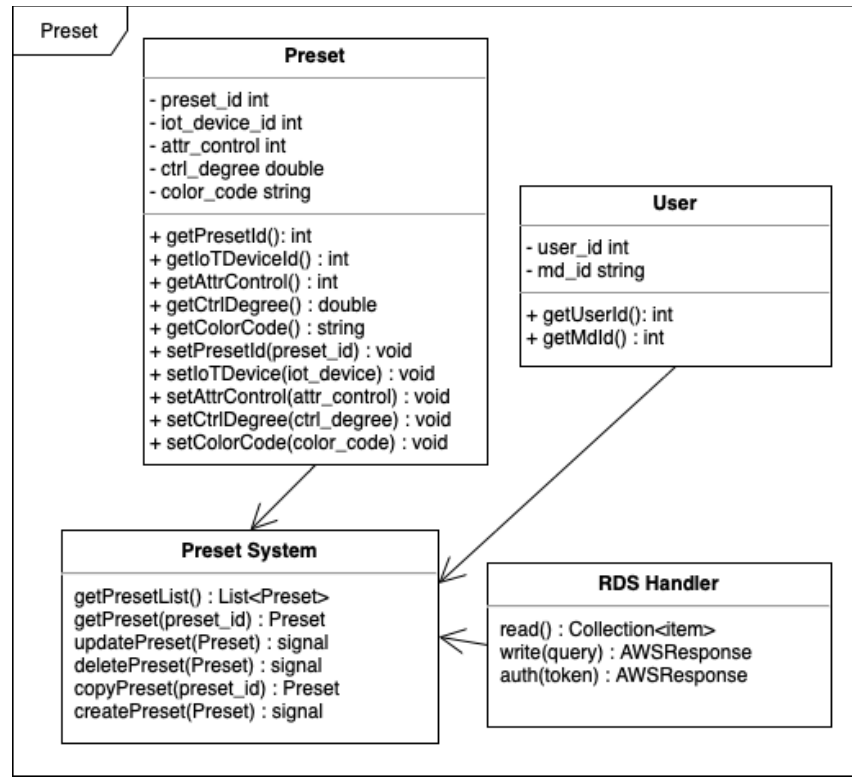 Preset
Preset
- preset_id int
- iot_device_id int
- attr_control int
- ctrl_degree double
- color_code string
+ getPresetId(): int
+ getIoTDeviceId() : int
+ getAttrControl() : int
+ getCtrlDegree() : double
+ getColorCode() : string
+ setPresetId(preset_id) : void
+ setIoTDevice(iot_device) : void
+ setAttrControl(attr_control) : void
+ setCtrlDegree(ctrl_degree) : void
+ setColorCode(color_code) : void
User
- user_id int
- md_id string
+ getUserId(): int
+ getMdId() : int
Preset System
getPresetList() : List<Preset>
getPreset(preset_id) : Preset
updatePreset(Preset) : signal
deletePreset(Preset) : signal
copyPreset(preset_id) : Preset
createPreset(Preset) : signal
RDS Handler
read() : Collection<item>
write(query) : AWSResponse
auth(token) : AWSResponse